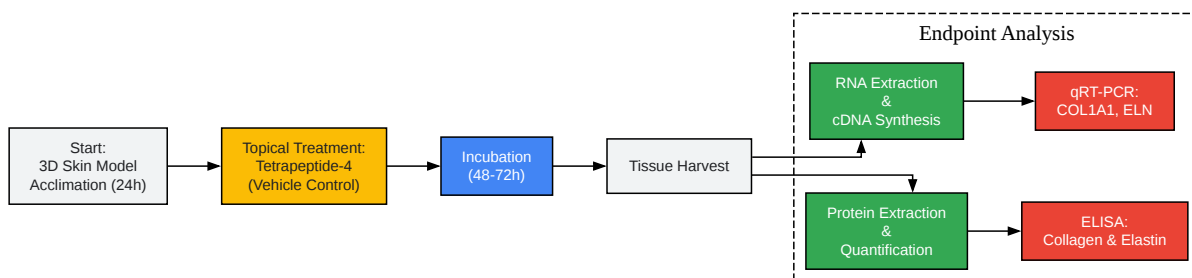 Endpoint Analysis
Start:
3D Skin Model
Acclimation (24h)
Topical Treatment:
Tetrapeptide-4
(Vehicle Control)
Incubation
(48-72h)
Tissue Harvest
RNA Extraction
&
cDNA Synthesis
qRT-PCR:
COL1A1, ELN
Protein Extraction
&
Quantification
ELISA:
Collagen & Elastin